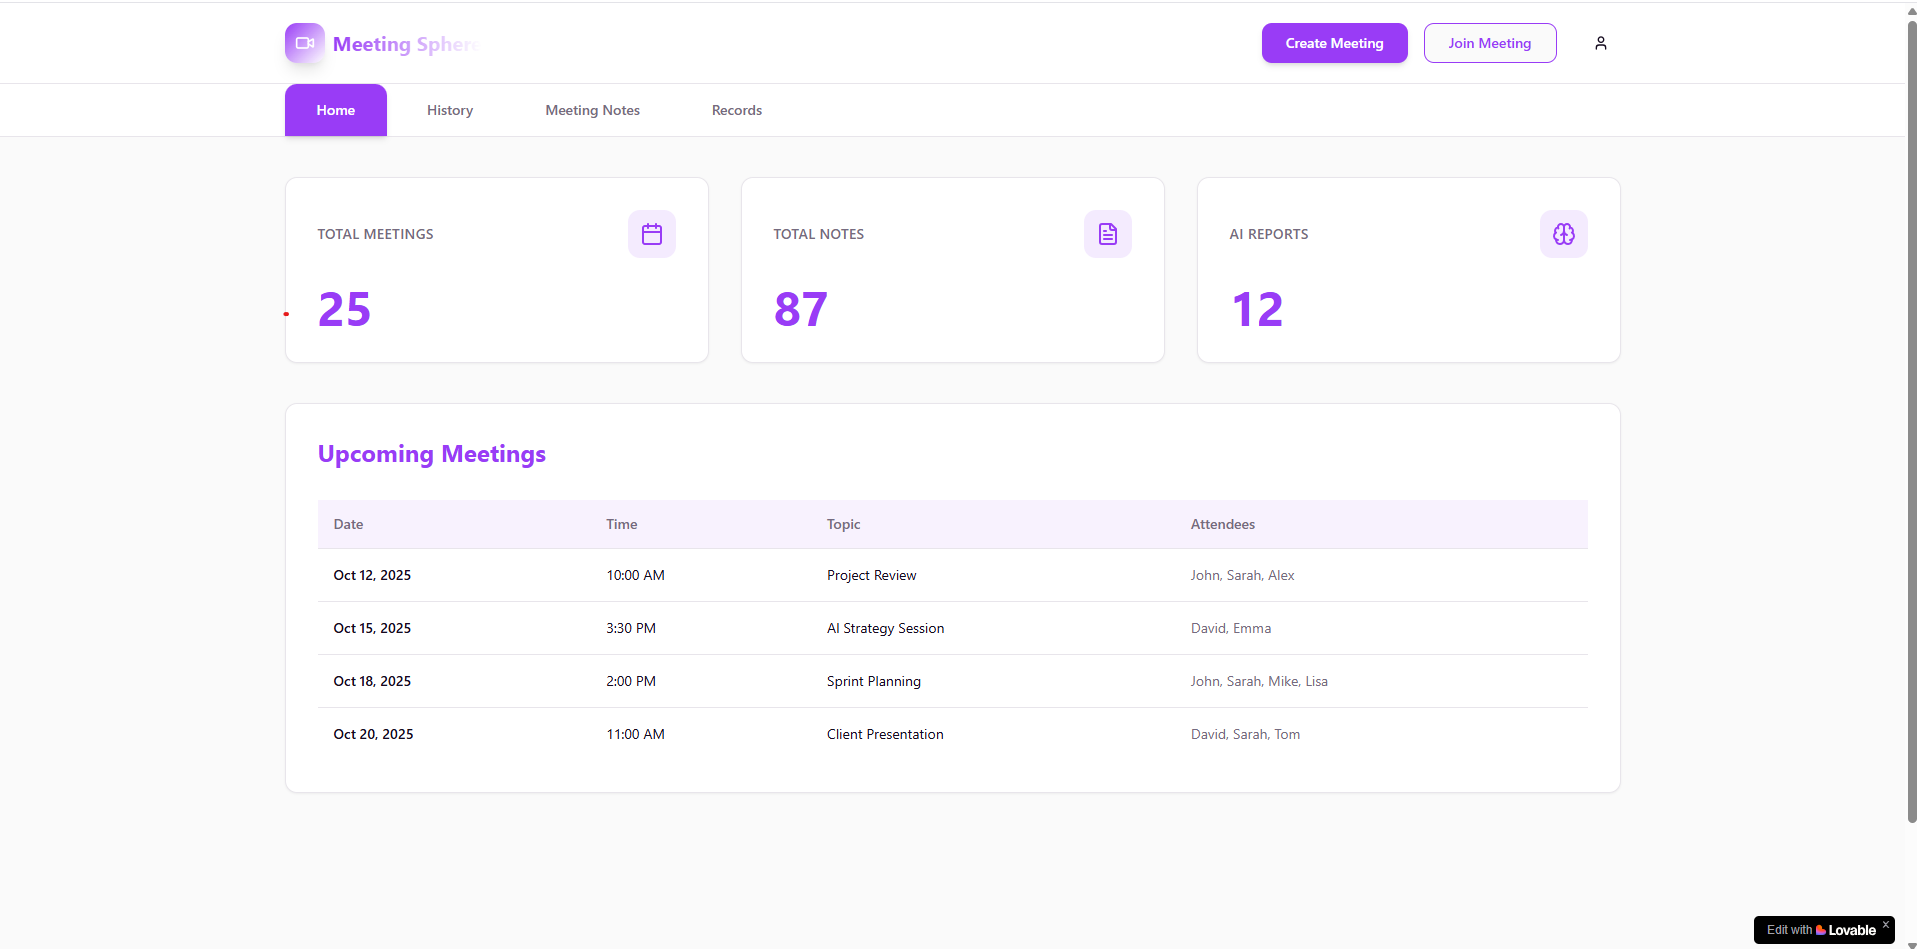 Meeting Sphere
Create Meeting
Join Meeting
Home
History
Meeting Notes
Records
TOTAL MEETINGS
TOTAL NOTES
AI REPORTS
25
87
12
Upcoming Meetings
Date Time Topic Attendees
Oct 12, 2025 10:00 AM Project Review John, Sarah, Alex
Oct 15, 2025 3:30 PM AI Strategy Session David, Emma
Oct 18, 2025 2:00 PM Sprint Planning John, Sarah, Mike, Lisa
Oct 20, 2025 11:00 AM Client Presentation David, Sarah, Tom
Edit with Lovable x